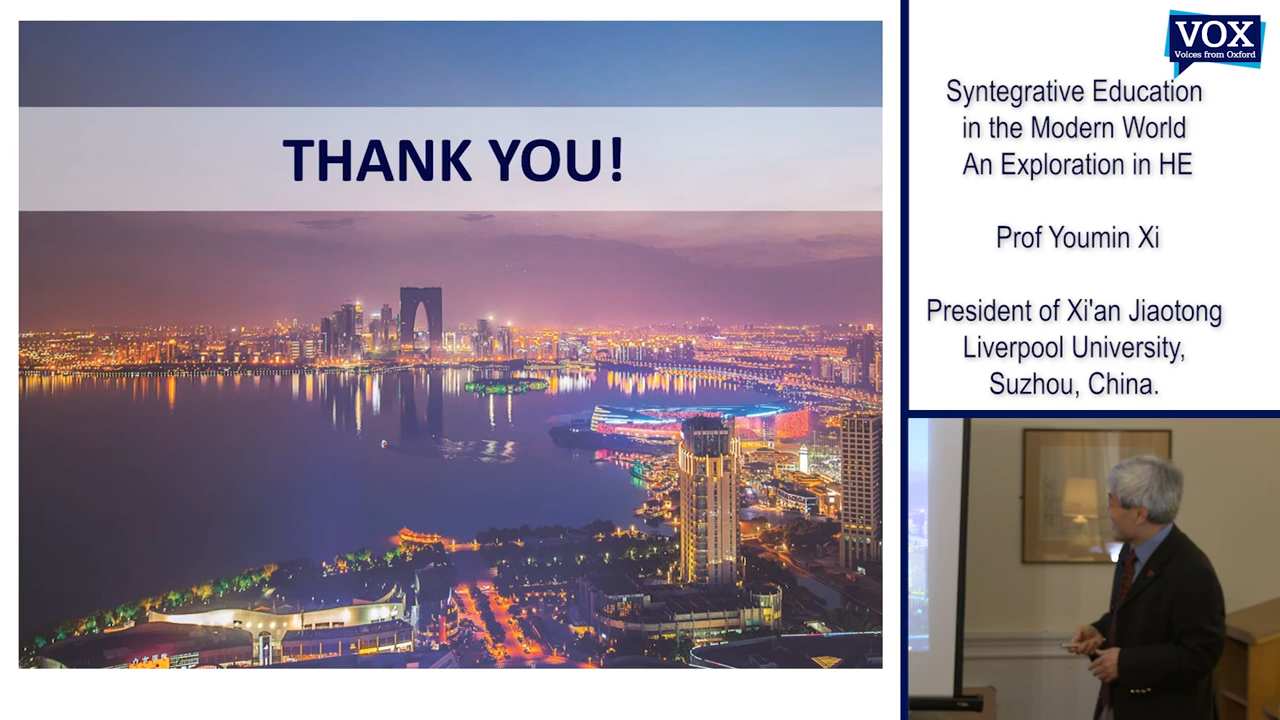 THANK YOU!
VOX
Voices from Oxford
Syntegrative Education
in the Modern World
An Exploration in HE
Prof Youmin Xi
President of Xi'an Jiaotong
Liverpool University,
Suzhou, China.